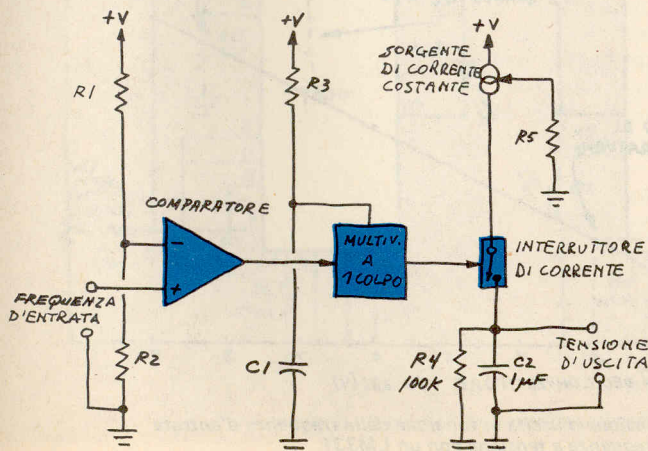 +V
+V
+V
SORGENTE
DI CORRENTE
COSTANTE
R1
R3
R5
COMPARATORE
−
+
MULTIV.
A
1 COLPO
INTERRUTTORE
DI CORRENTE
FREQUENZA
D'ENTRATA
R2
C1
R4
100K
C2
1µF
TENSIONE
D'USCITA